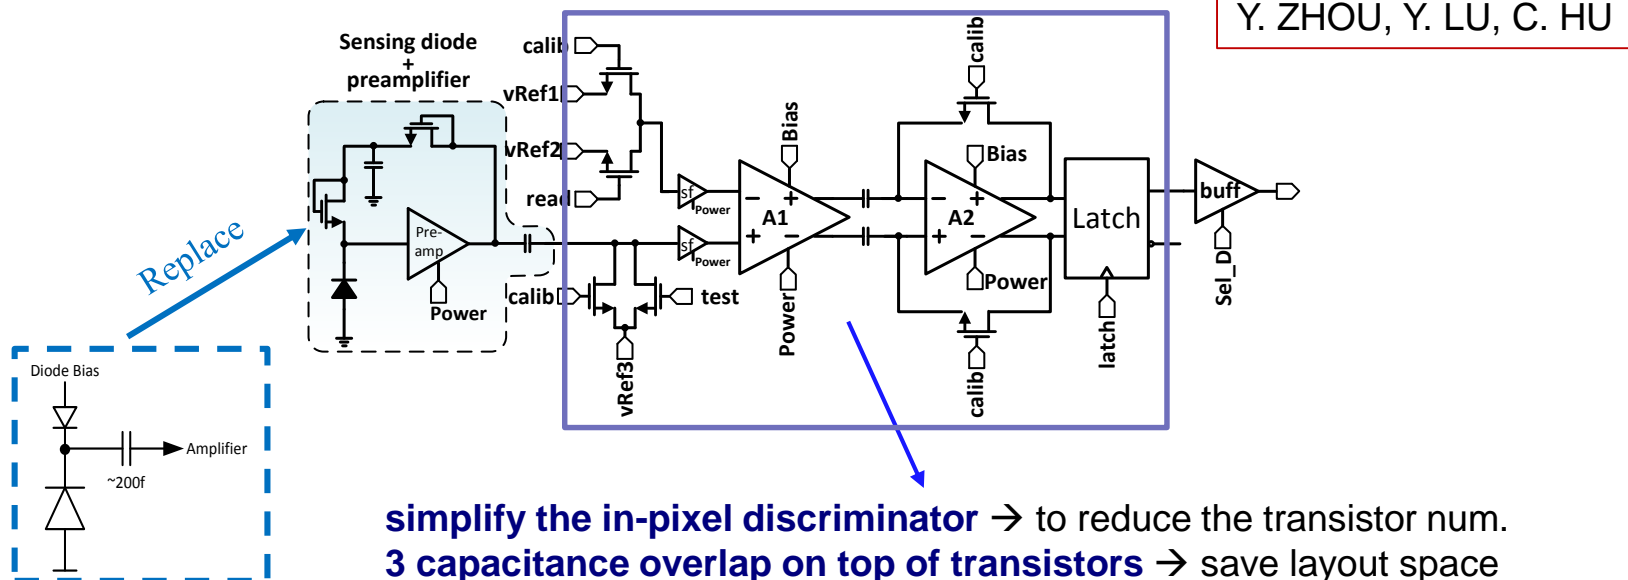 Y. ZHOU, Y. LU, C. HU
Sensing diode
+
preamplifier
calib
vRef1
vRef2
read
calib
Bias
Bias
sf
Power
sf
Power
− +
A1
+ −
− +
A2
+ −
Latch
buff
Pre-
amp
Power
calib
test
vRef3
Power
Power
calib
latch
Sel_D
Replace
Diode Bias
Amplifier
~200f
simplify the in-pixel discriminator → to reduce the transistor num.
3 capacitance overlap on top of transistors → save layout space